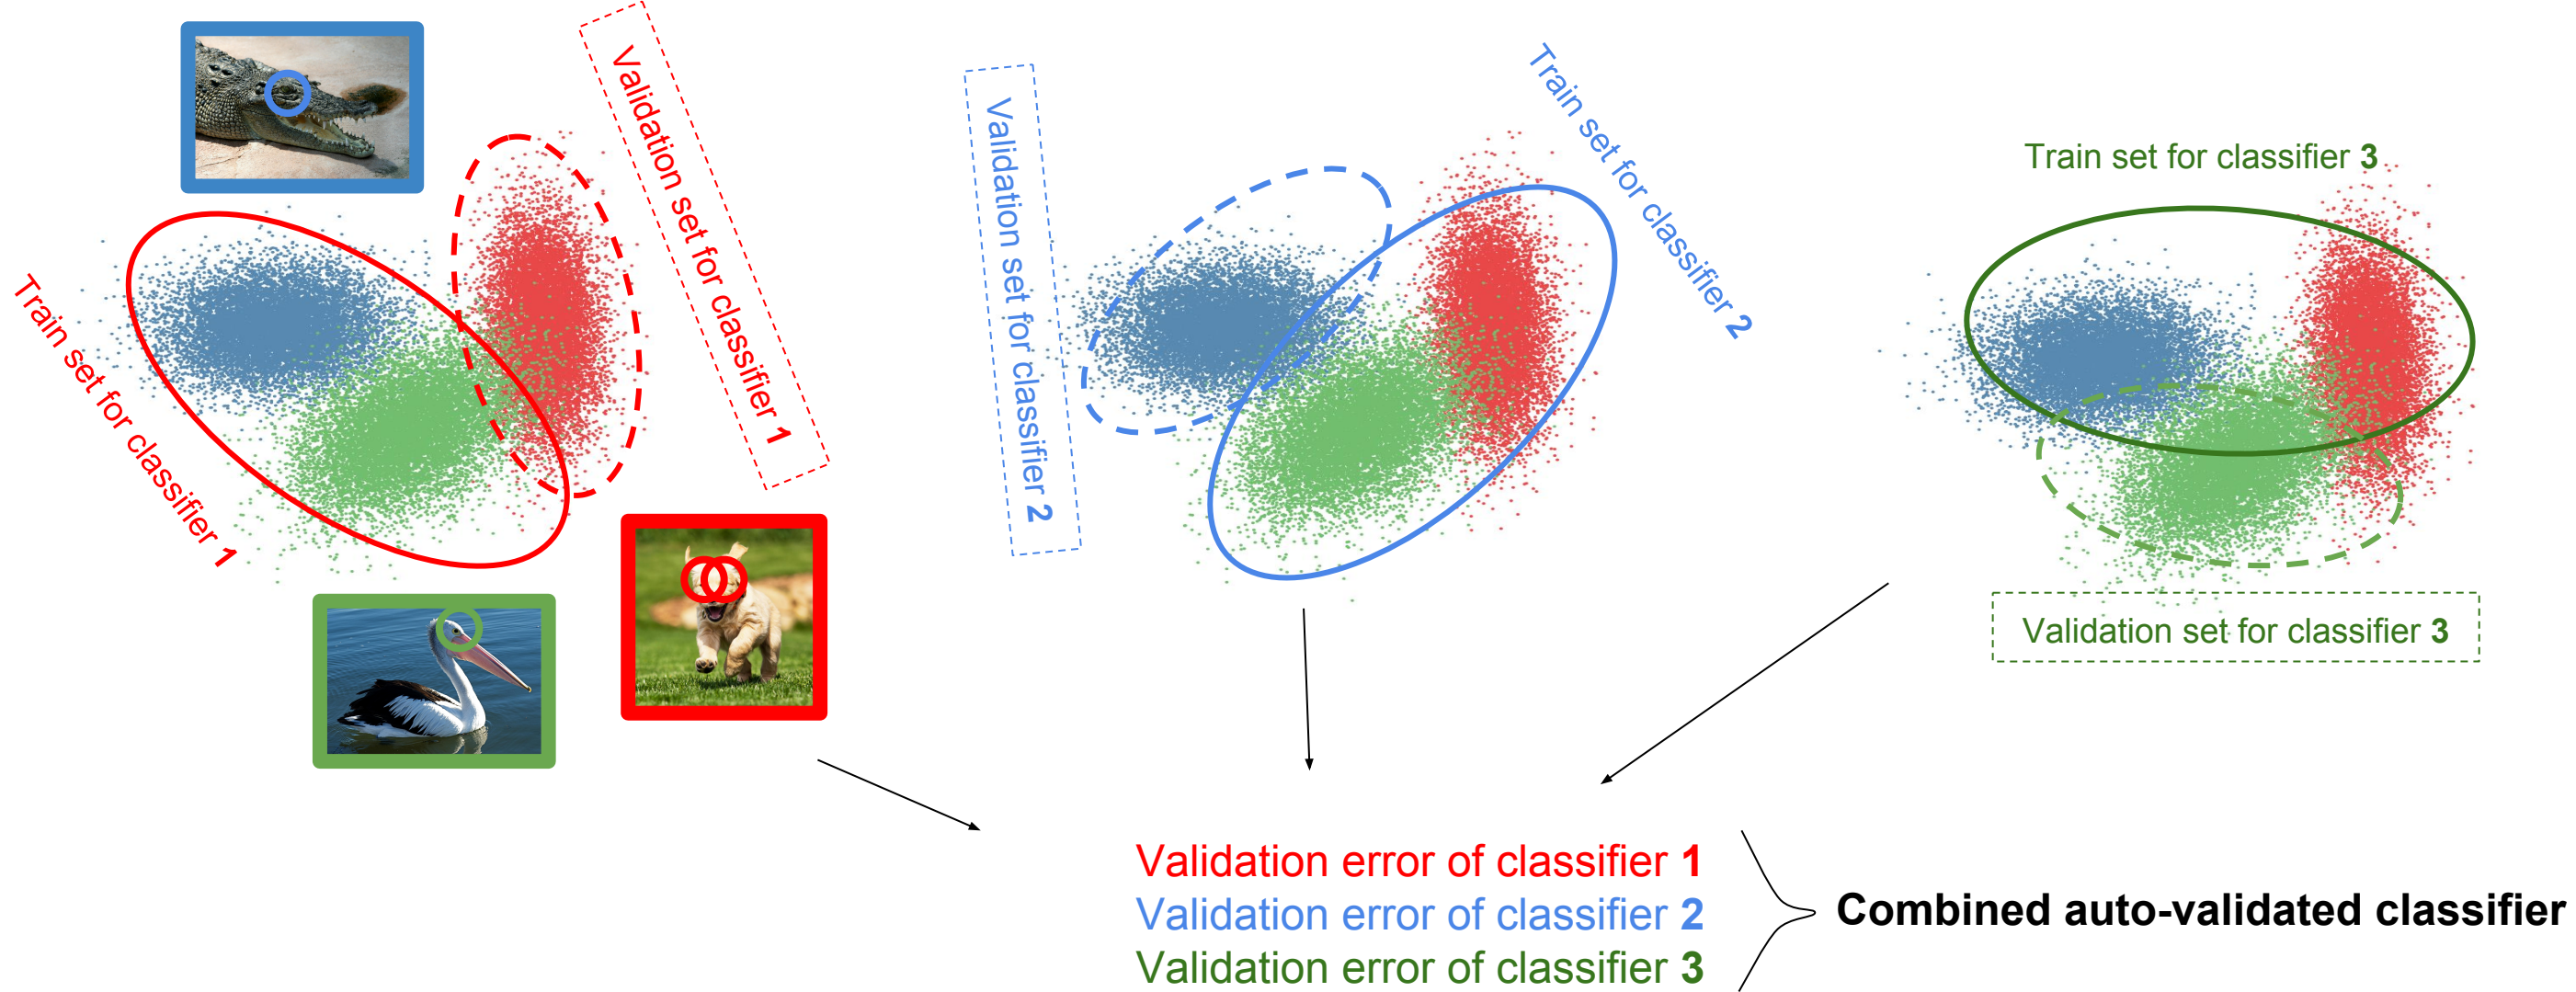 Train set for classifier 1
Validation set for classifier 1
Validation set for classifier 2
Train set for classifier 2
Train set for classifier 3
Validation set for classifier 3
Validation error of classifier 1
Validation error of classifier 2
Validation error of classifier 3
Combined auto-validated classifier